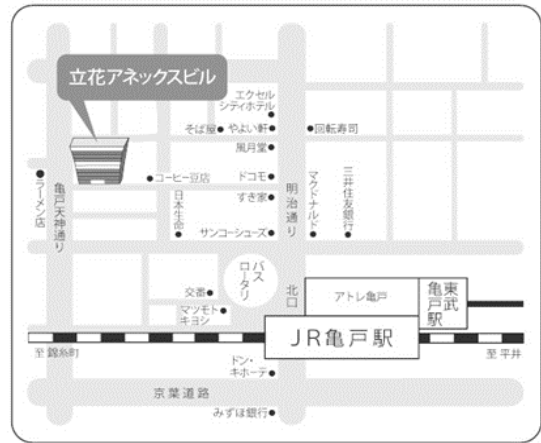 立花アネックスビル
エクセル
シティホテル
そば屋
やよい軒
回転寿司
風月堂
コーヒー豆店
ドコモ
ラーメン店
亀戸天神通り
日本生命
すき家
明治通り
マクドナルド
三井住友銀行
サンコーシューズ
バス
ロータリー
北口
交番
マツモト
キヨシ
アトレ亀戸
東武
亀戸駅
JR亀戸駅
至 錦糸町
至 平井
ドン・
キホーテ
京葉道路
みずほ銀行